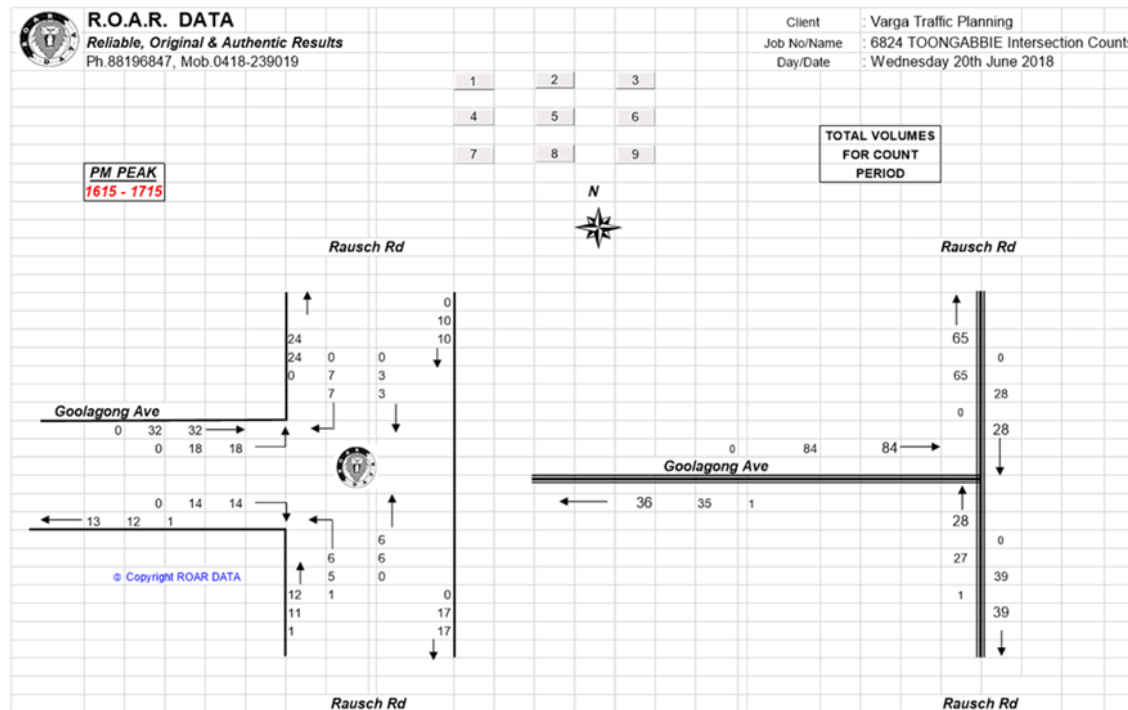 R.O.A.R. DATA
Reliable, Original & Authentic Results
Ph.88196847, Mob.0418-239019
Client : Varga Traffic Planning
Job No/Name : 6824 TOONGABBIE Intersection Counts
Day/Date : Wednesday 20th June 2018
1 2 3
4 5 6
7 8 9
TOTAL VOLUMES
FOR COUNT
PERIOD
PM PEAK
1615 - 1715
N
Rausch Rd
0
10
24 10
24 0 0
0 7 3
7 3
Goolagong Ave
0 32 32
0 18 18
0 14 14
13 12 1
6
6 6
© Copyright ROAR DATA 5 0
12 1 0
11 17
1 17
Rausch Rd
Rausch Rd
65
0
65
28
0
28
0 84 84
Goolagong Ave
36 35 1
28
0
27
39
1
39
Rausch Rd